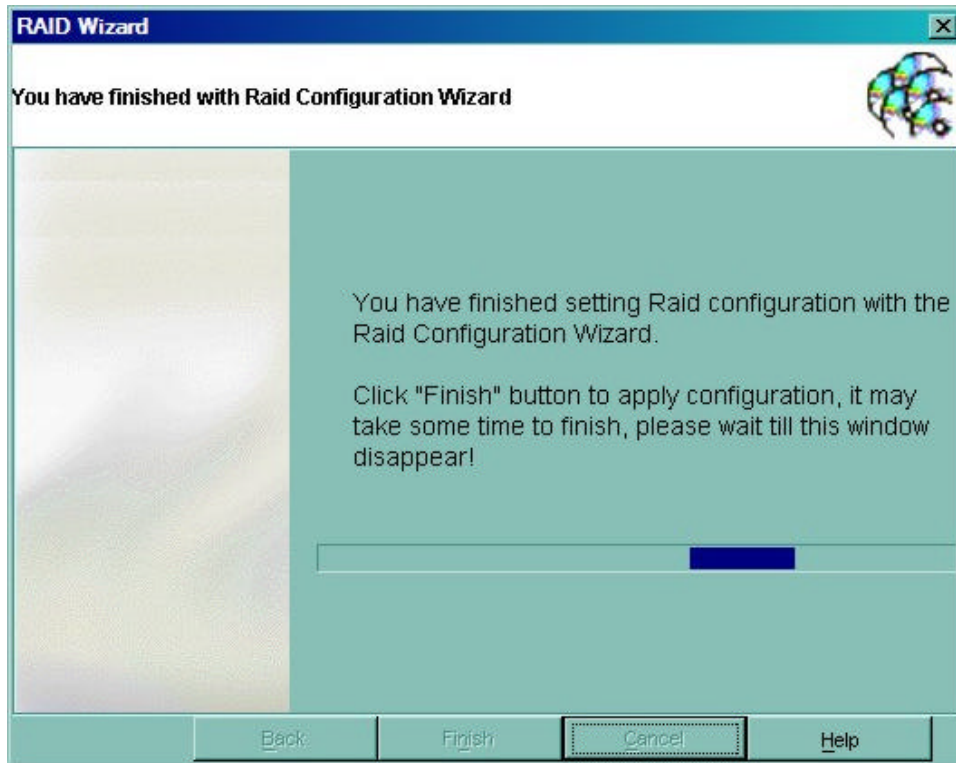 RAID Wizard
You have finished with Raid Configuration Wizard
You have finished setting Raid configuration with the
Raid Configuration Wizard.
Click "Finish" button to apply configuration, it may
take some time to finish, please wait till this window
disappear!
Back Finish Cancel Help